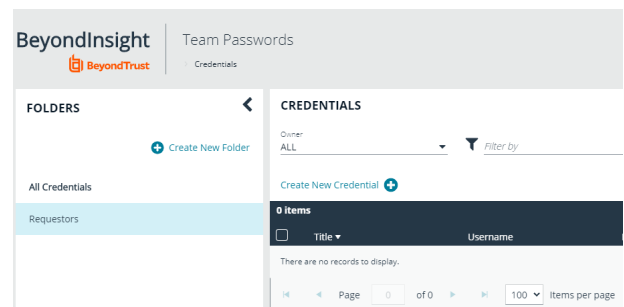 BeyondInsight
BeyondTrust
Team Passwords
Credentials
FOLDERS
Create New Folder
All Credentials
Requestors
CREDENTIALS
Owner
ALL
Filter by
Create New Credential
0 items
Title Username
There are no records to display.
Page 0 of 0 100 Items per page